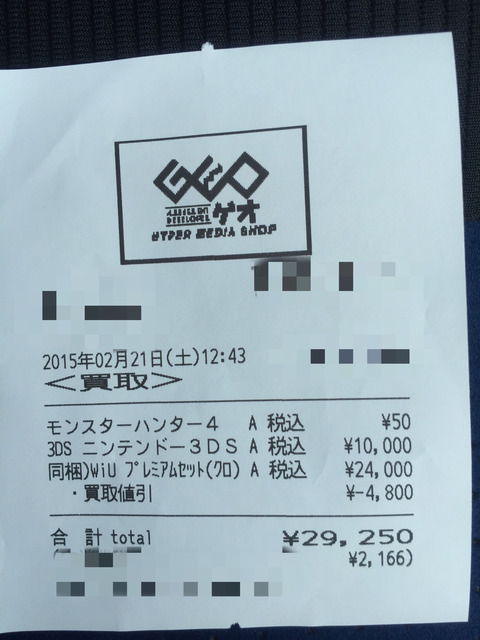 GEO
ゲオ
HYPER MEDIA SHOP
2015年02月21日(土)12:43
＜買取＞
モンスターハンター４ A 税込 ¥50
3DS ニンテンドー３ＤＳ A 税込 ¥10,000
同梱)WiU プレミアムセット(クロ) A 税込 ¥24,000
・買取値引 ¥-4,800
合 計 total ¥29,250
¥2,166)